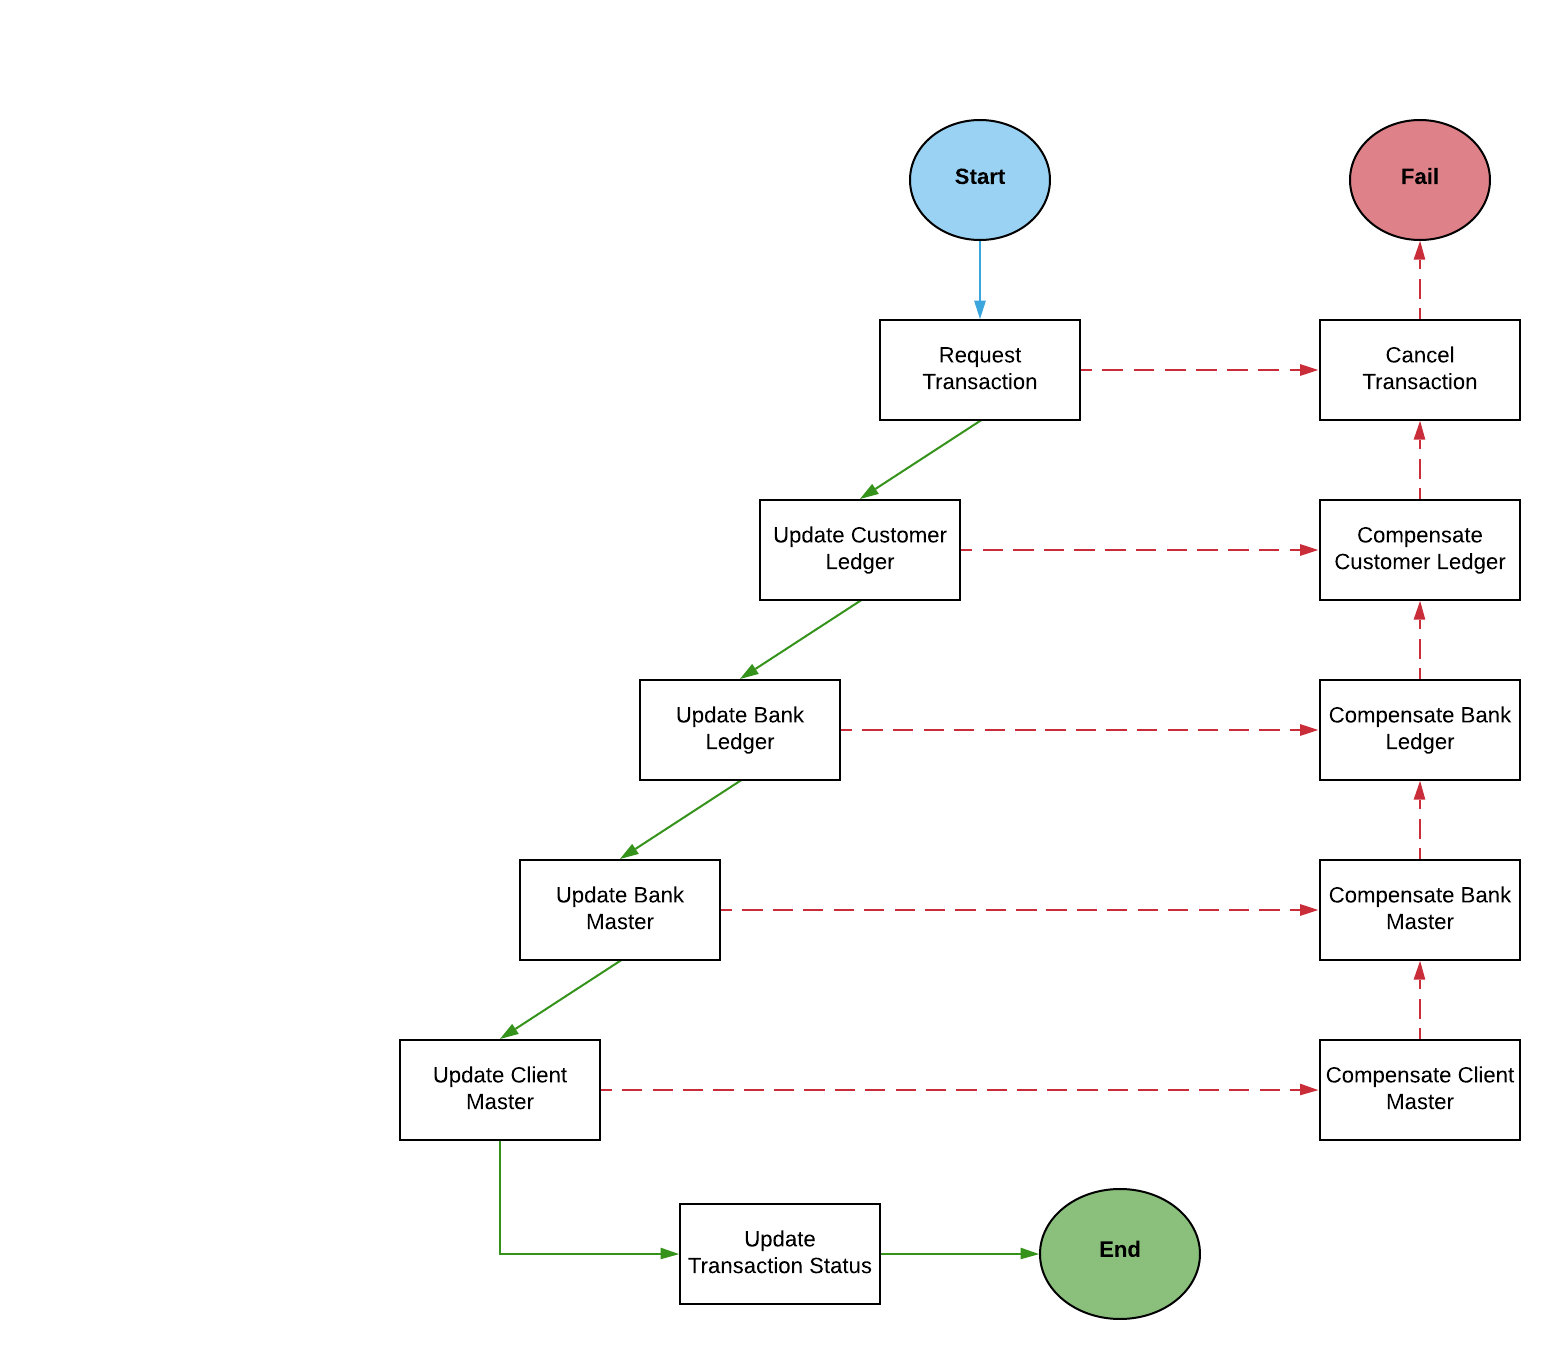 Start
Fail
Request
Transaction
Cancel
Transaction
Update Customer
Ledger
Compensate
Customer Ledger
Update Bank
Ledger
Compensate Bank
Ledger
Update Bank
Master
Compensate Bank
Master
Update Client
Master
Compensate Client
Master
Update
Transaction Status
End